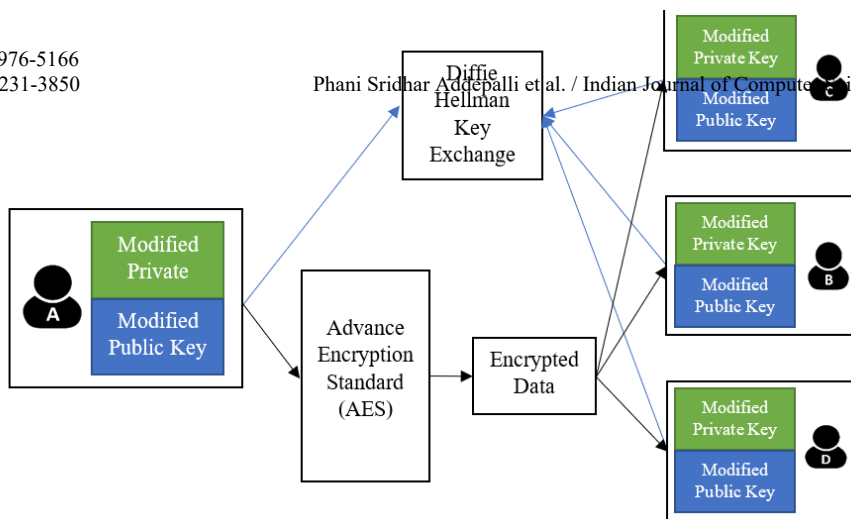 976-5166
231-3850
Phani Sridhar Addepalli et al. / Indian Journal of Computer
Diffie
Hellman
Key
Exchange
Modified
Private Key
Modified
Public Key
C
Modified
Private
Modified
Public Key
A
Advance
Encryption
Standard
(AES)
Encrypted
Data
Modified
Private Key
Modified
Public Key
B
Modified
Private Key
Modified
Public Key
D